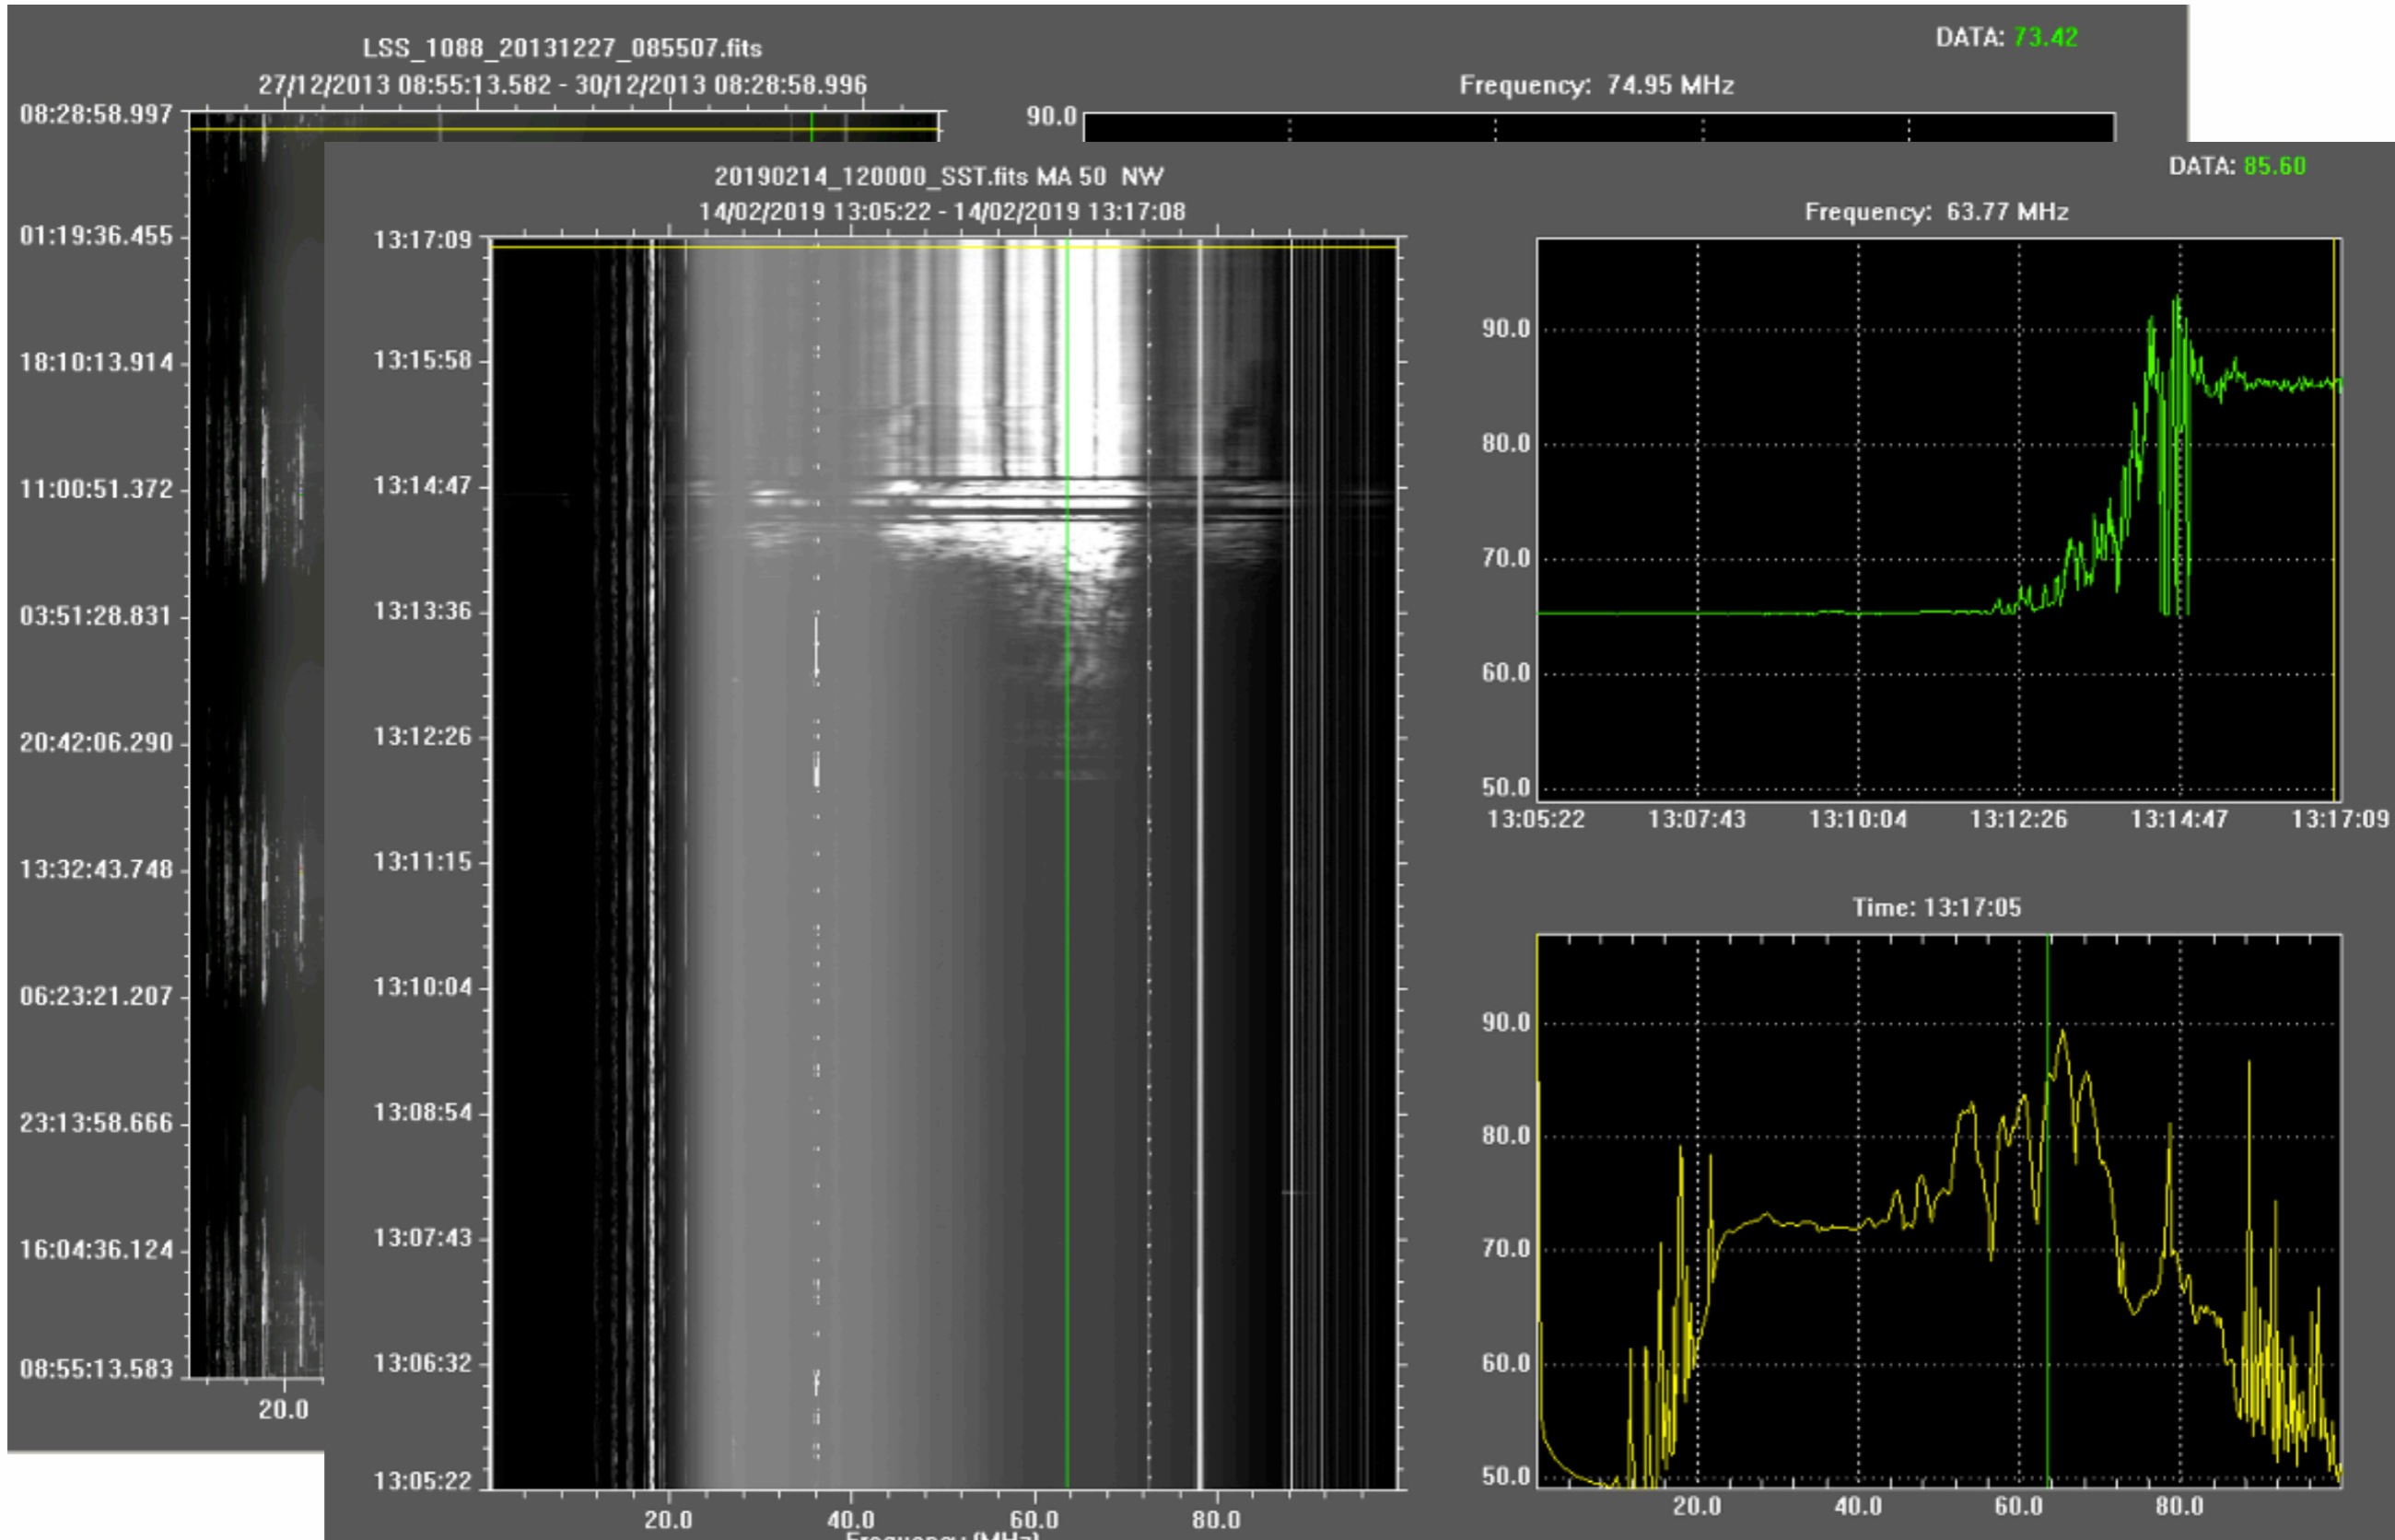 LSS_1088_20131227_085507.fits
27/12/2013 08:55:13.582 - 30/12/2013 08:28:58.996
DATA: 73.42
Frequency: 74.95 MHz
90.0
08:28:58.997
01:19:36.455
18:10:13.914
11:00:51.372
03:51:28.831
20:42:06.290
13:32:43.748
06:23:21.207
23:13:58.666
16:04:36.124
08:55:13.583
20.0
20190214_120000_SST.fits MA 50 NW
14/02/2019 13:05:22 - 14/02/2019 13:17:08
13:17:09
13:15:58
13:14:47
13:13:36
13:12:26
13:11:15
13:10:04
13:08:54
13:07:43
13:06:32
13:05:22
20.0 40.0 60.0 80.0
Frequency (MHz)
DATA: 85.60
Frequency: 63.77 MHz
90.0
80.0
70.0
60.0
50.0
13:05:22 13:07:43 13:10:04 13:12:26 13:14:47 13:17:09
Time: 13:17:05
90.0
80.0
70.0
60.0
50.0
20.0 40.0 60.0 80.0